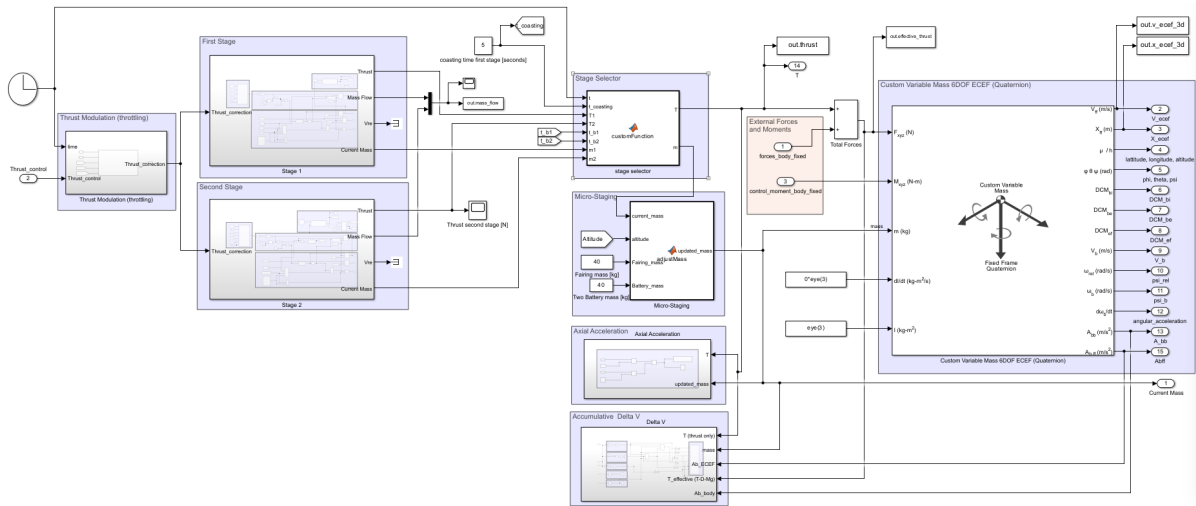 out.v_ecef_3d
t_coasting
First Stage
5
out.thrust
out.effective_thrust
out.x_ecef_3d
coasting time first stage [seconds]
14
T
Thrust
Mass Flow
out.mass_flow
Stage Selector
Custom Variable Mass 6DOF ECEF (Quaternion)
Thrust_correction
Vre
Current Mass
Stage 1
t
t_coasting
T1
T2
t_b1
t_b2
m1
m2
T
m
customFunction
stage selector
t_b1
t_b2
Thrust Modulation (throttling)
time
Thrust_correction
Thrust_control
Thrust Modulation (throttling)
Thrust_control
2
External Forces
and Moments
1
forces_body_fixed
3
control_moment_body_fixed
+
+
Total Forces
Second Stage
Thrust
Mass Flow
Thrust_correction
Vre
Current Mass
Stage 2
Thrust second stage [N]
Micro-Staging
current_mass
Altitude
altitude
updated_mass
adjustMass
40
Fairing_mass
Fairing mass [kg]
40
Battery_mass
Two Battery mass [kg]
Micro-Staging
mass
F_xyz (N)
M_xyz (N-m)
m (kg)
0*eye(3)
dI/dt (kg-m²/s)
eye(3)
I (kg-m²)
Custom Variable
Mass
Fixed Frame
Quaternion
V_e (m/s)
2
V_ecef
X_e (m)
3
X_ecef
μ l h
4
lattitude, longitude, altitude
φ θ ψ (rad)
5
phi, theta, psi
DCM_bi
6
DCM_bi
DCM_be
7
DCM_be
DCM_ef
8
DCM_ef
V_b (m/s)
9
V_b
ω_rel (rad/s)
10
psi_rel
ω_b (rad/s)
11
psi_b
dω_b/dt
12
angular_acceleration
A_bb (m/s²)
13
A_bb
A_b ff (m/s²)
15
Abff
Custom Variable Mass 6DOF ECEF (Quaternion)
Axial Acceleration
Axial Acceleration
T
updated_mass
1
Current Mass
Accumulative Delta V
Delta V
T (thrust only)
mass
Ab_ECEF
T_effective (T-D-Mg)
Ab_body